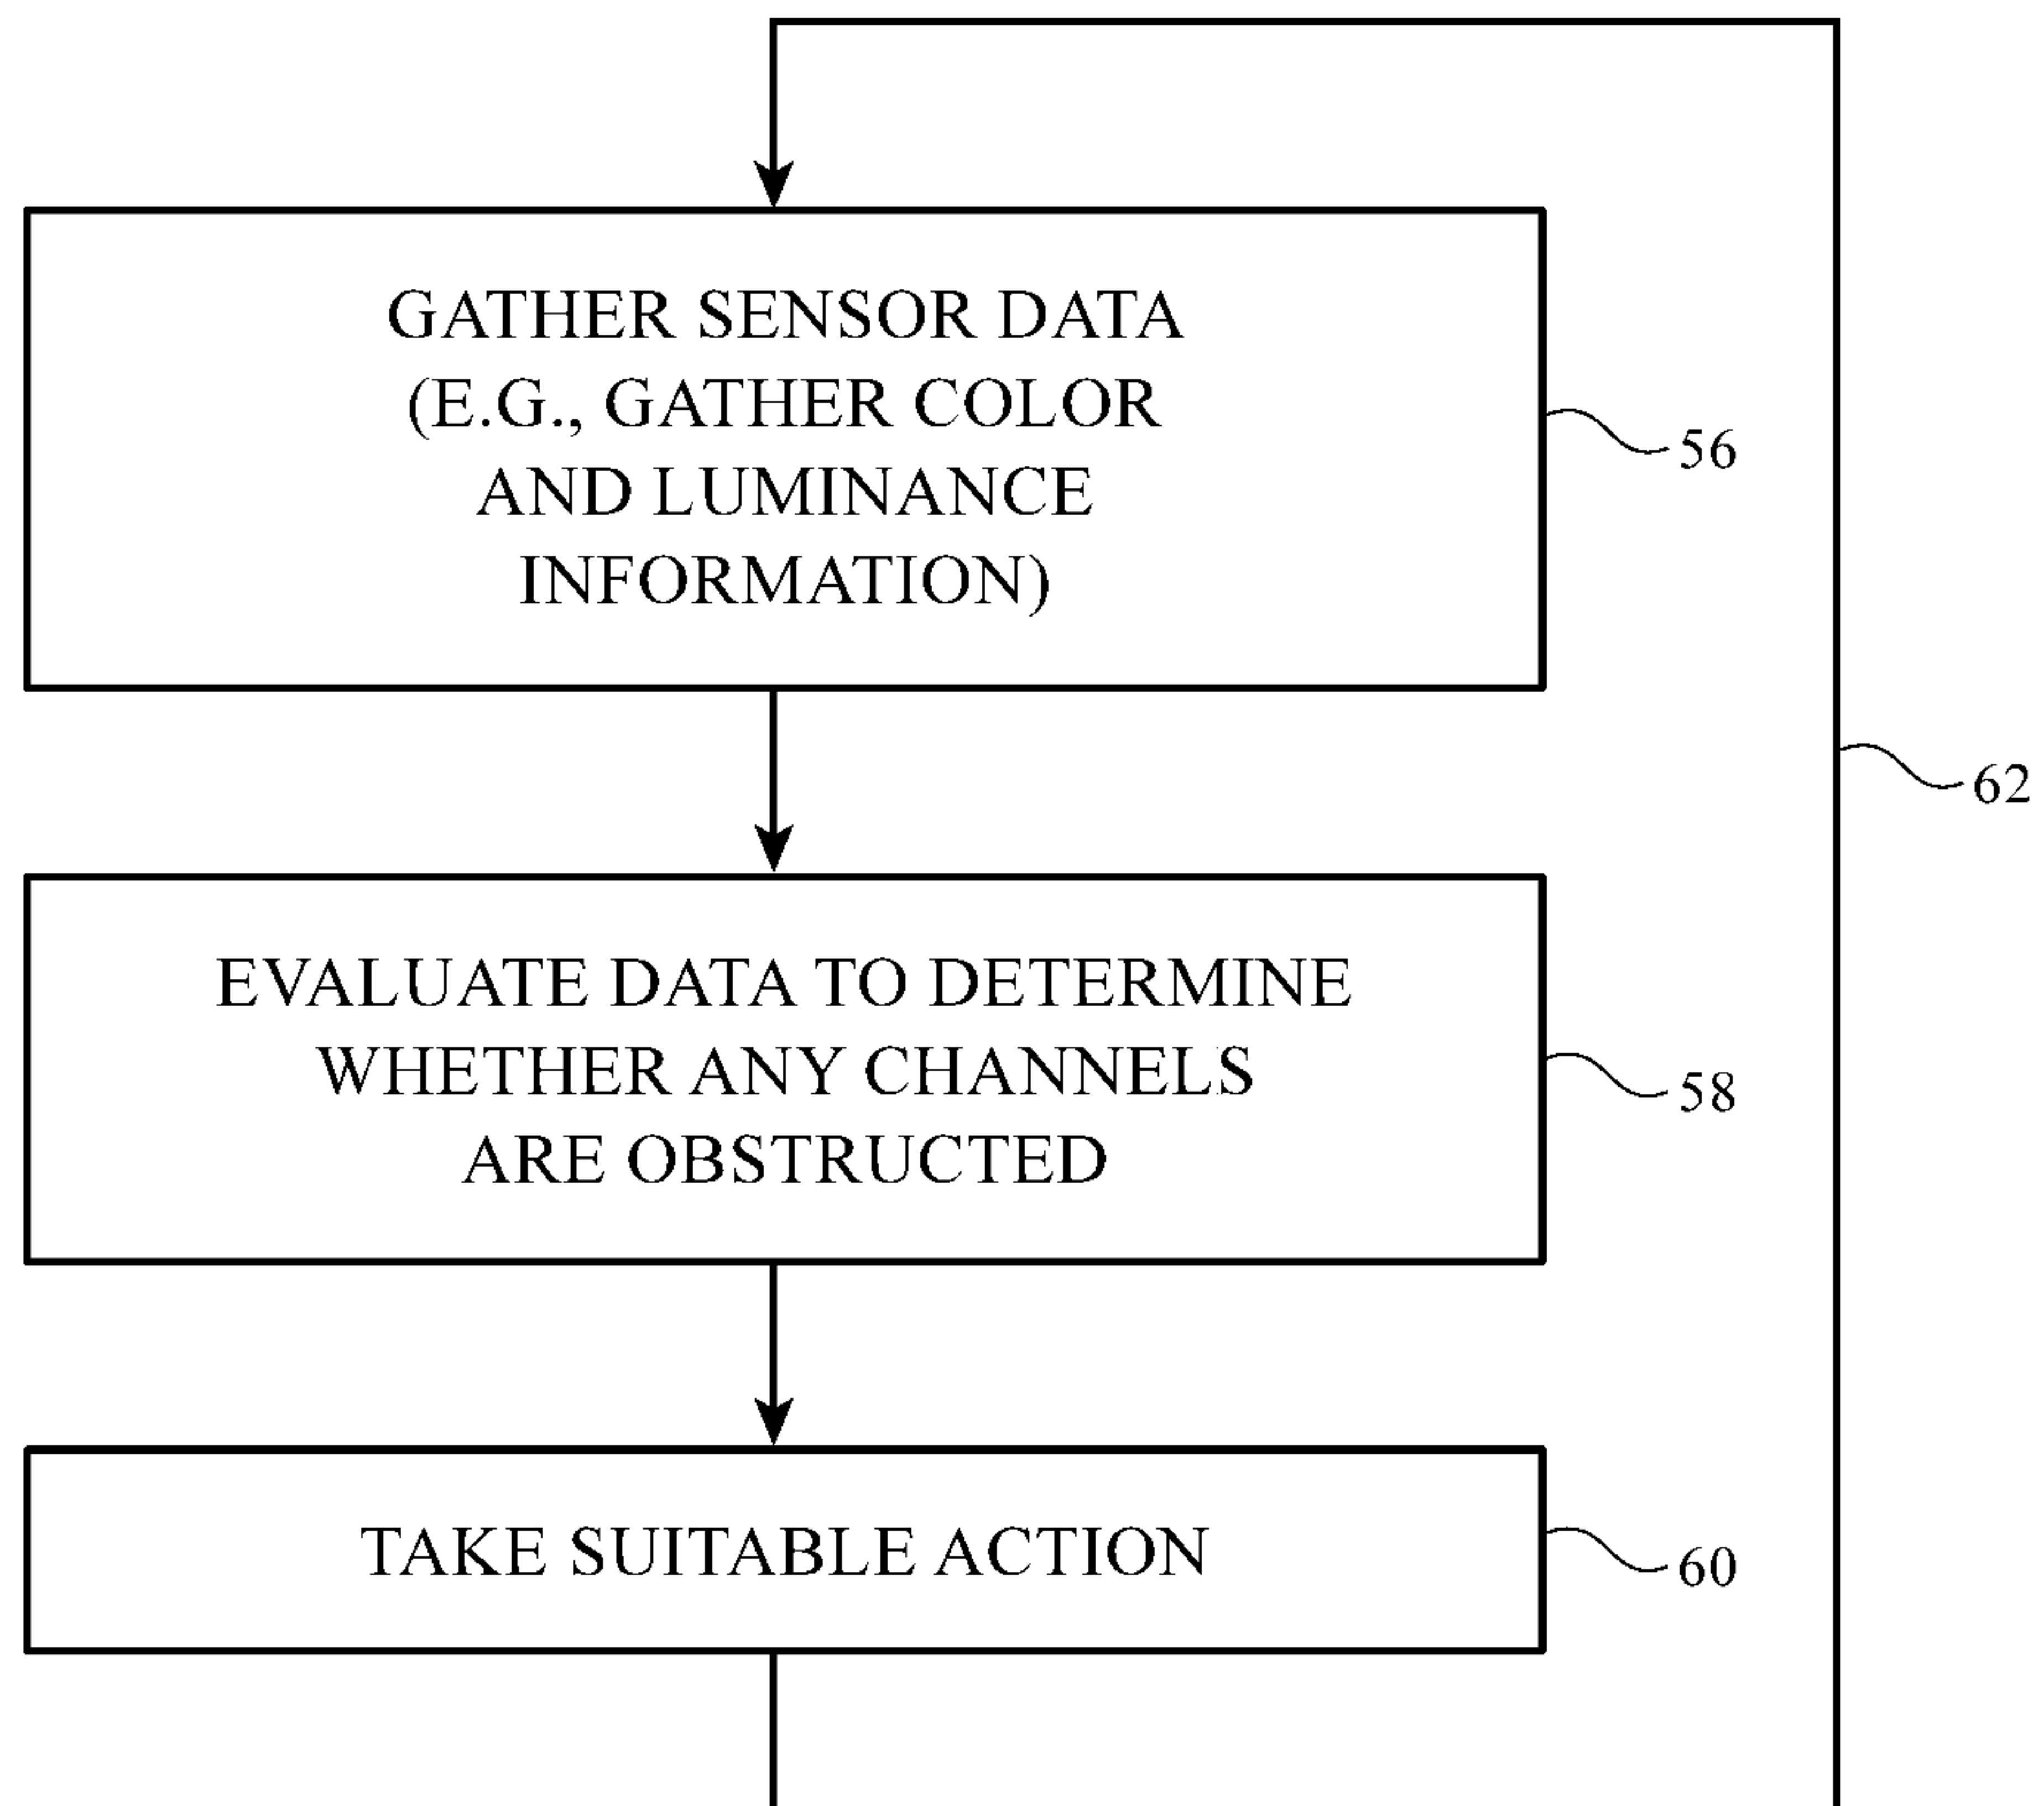 GATHER SENSOR DATA
(E.G., GATHER COLOR
AND LUMINANCE
INFORMATION)
56
62
EVALUATE DATA TO DETERMINE
WHETHER ANY CHANNELS
ARE OBSTRUCTED
58
TAKE SUITABLE ACTION
60